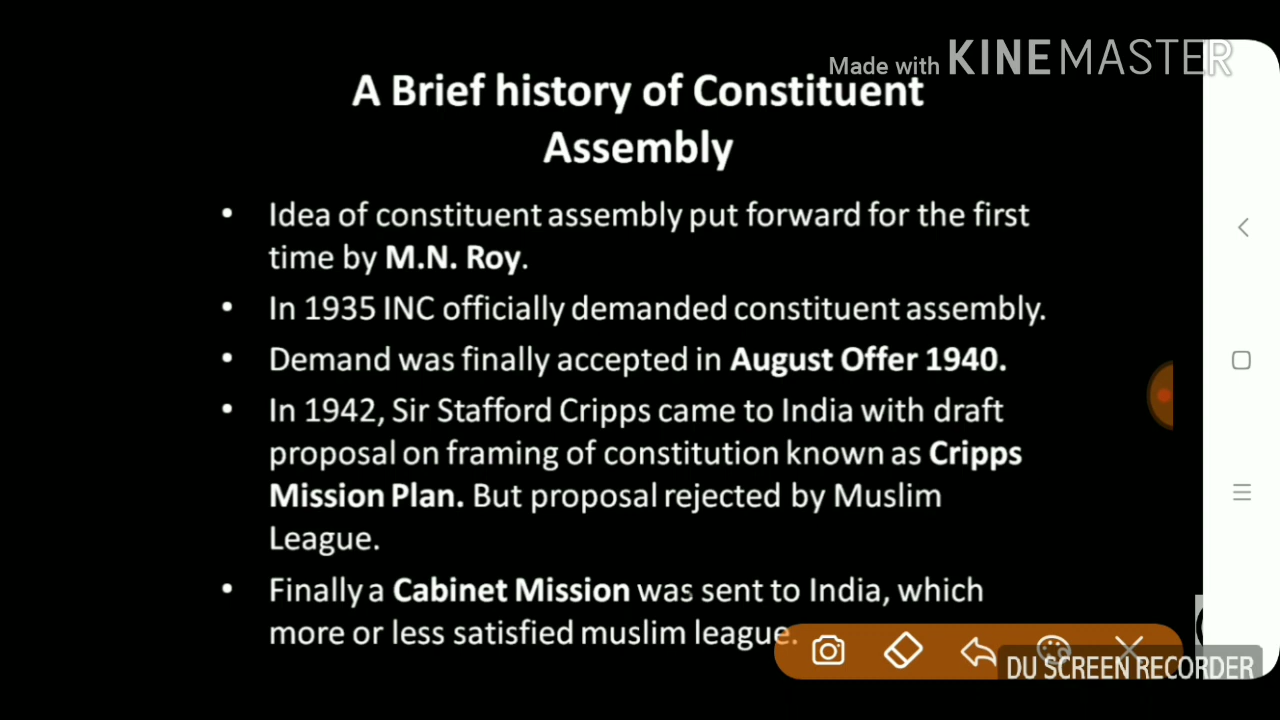 Made with KINEMASTER
A Brief history of Constituent
Assembly
• Idea of constituent assembly put forward for the first
time by M.N. Roy.
• In 1935 INC officially demanded constituent assembly.
• Demand was finally accepted in August Offer 1940.
• In 1942, Sir Stafford Cripps came to India with draft
proposal on framing of constitution known as Cripps
Mission Plan. But proposal rejected by Muslim
League.
• Finally a Cabinet Mission was sent to India, which
more or less satisfied muslim league.
DU SCREEN RECORDER